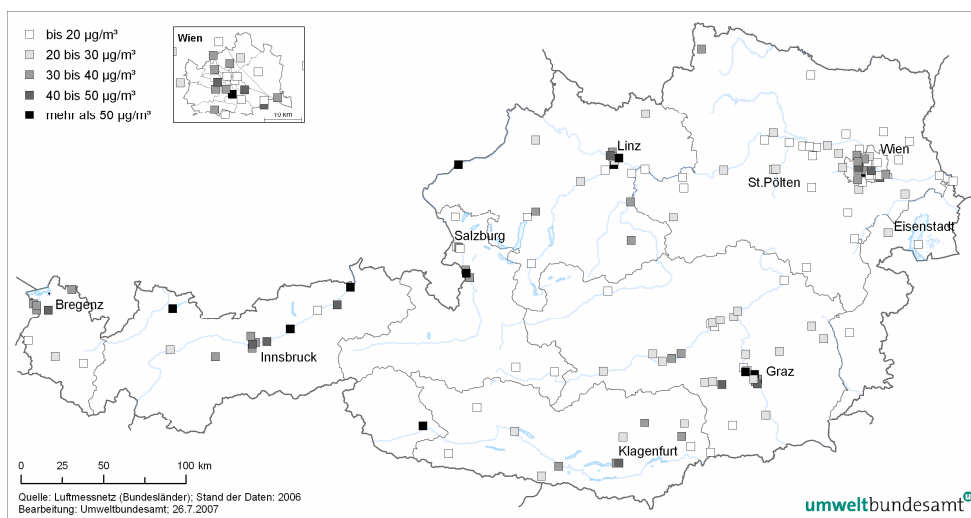 bis 20 µg/m³
20 bis 30 µg/m³
30 bis 40 µg/m³
40 bis 50 µg/m³
mehr als 50 µg/m³
Wien
10 km
Linz
Wien
St.Pölten
Eisenstadt
Salzburg
Bregenz
Innsbruck
Graz
Klagenfurt
0 25 50 100 km
Quelle: Luftmessnetz (Bundesländer); Stand der Daten: 2006
Bearbeitung: Umweltbundesamt; 26.7.2007
umweltbundesamt u